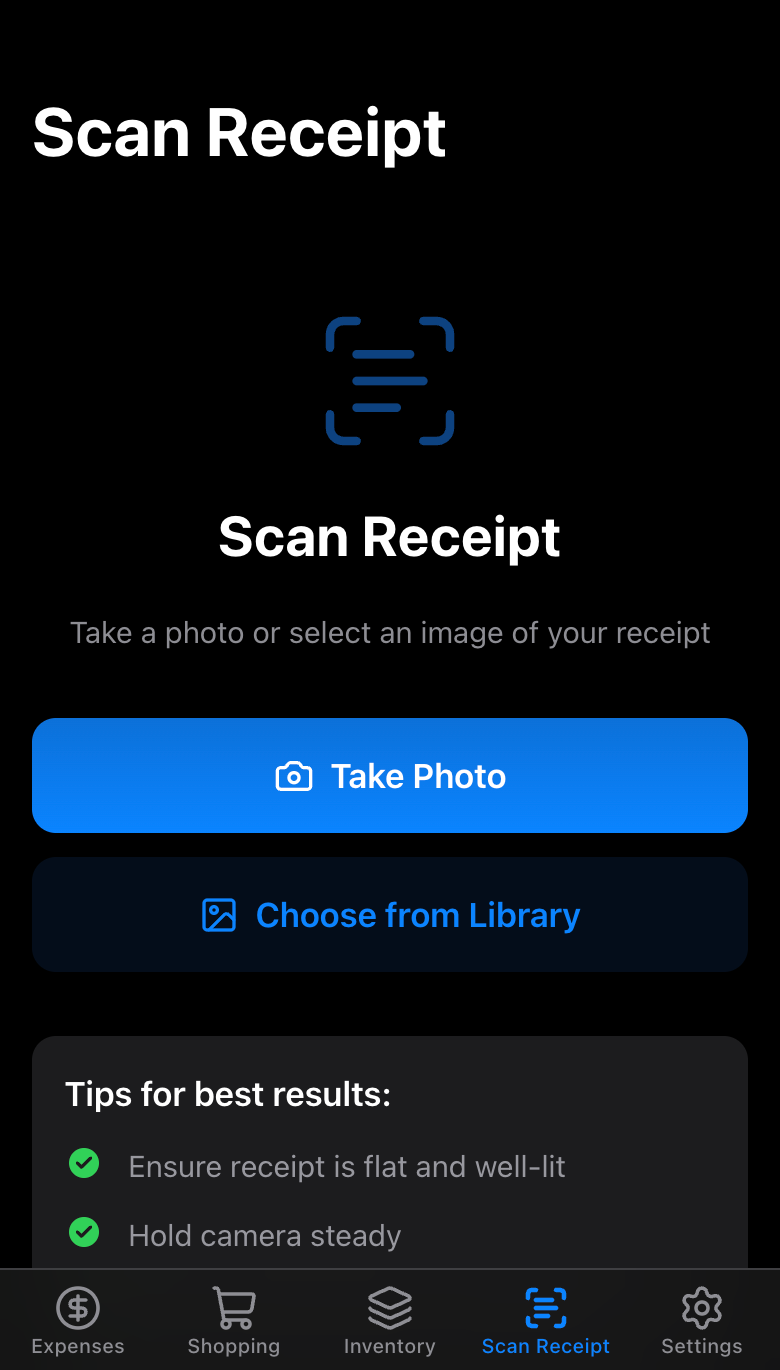 Scan Receipt
Scan Receipt
Take a photo or select an image of your receipt
Take Photo
Choose from Library
Tips for best results:
Ensure receipt is flat and well-lit
Hold camera steady
Expenses
Shopping
Inventory
Scan Receipt
Settings